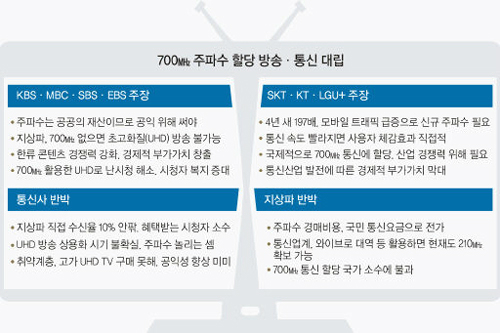 700㎒ 주파수 할당 방송·통신 대립
KBS·MBC·SBS·EBS 주장
• 주파수는 공공의 재산이므로 공익 위해 써야
• 지상파, 700㎒ 없으면 초고화질(UHD) 방송 불가능
• 한류 콘텐츠 경쟁력 강화, 경제적 부가가치 창출
• 700㎒ 활용한 UHD로 난시청 해소, 시청자 복지 증대
통신사 반박
• 지상파 직접 수신율 10% 안팎, 혜택받는 시청자 소수
• UHD 방송 상용화 시기 불확실, 주파수 놀리는 셈
• 취약계층, 고가 UHD TV 구매 못해, 공익성 향상 미미
SKT·KT·LGU+ 주장
• 4년 새 197배, 모바일 트래픽 급증으로 신규 주파수 필요
• 통신 속도 빨라지면 사용자 체감효과 직접적
• 국제적으로 700㎒ 통신에 할당, 산업 경쟁력 위해 필요
• 통신산업 발전에 따른 경제적 부가가치 막대
지상파 반박
• 주파수 경매비용, 국민 통신요금으로 전가
• 통신업계, 와이브로 대역 등 활용하면 현재도 210㎒
확보 가능
• 700㎒ 통신 할당 국가 소수에 불과